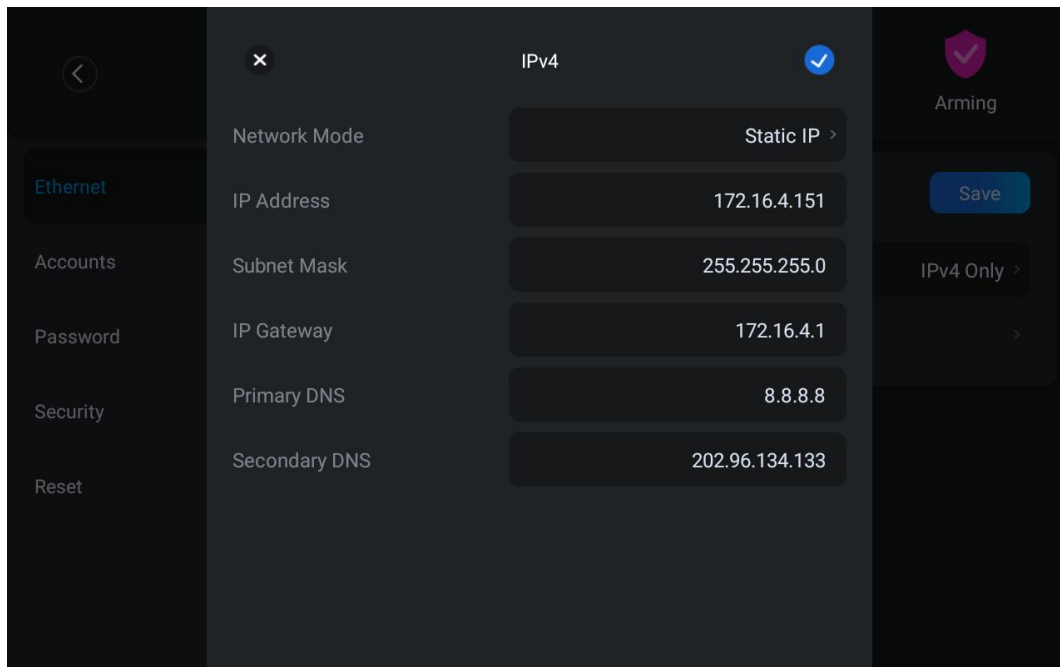 IPv4
Arming
Network Mode Static IP
Ethernet
IP Address 172.16.4.151
Save
Accounts
Subnet Mask 255.255.255.0
IPv4 Only
Password
IP Gateway 172.16.4.1
Primary DNS 8.8.8.8
Security
Secondary DNS 202.96.134.133
Reset